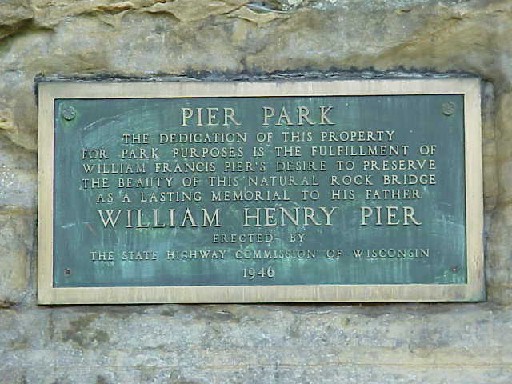 PIER PARK
THE DEDICATION OF THIS PROPERTY
FOR PARK PURPOSES IS THE FULFILLMENT OF
WILLIAM FRANCIS PIER'S DESIRE TO PRESERVE
THE BEAUTY OF THIS NATURAL ROCK BRIDGE
AS A LASTING MEMORIAL TO HIS FATHER
WILLIAM HENRY PIER
ERECTED BY
THE STATE HIGHWAY COMMISSION OF WISCONSIN
1946